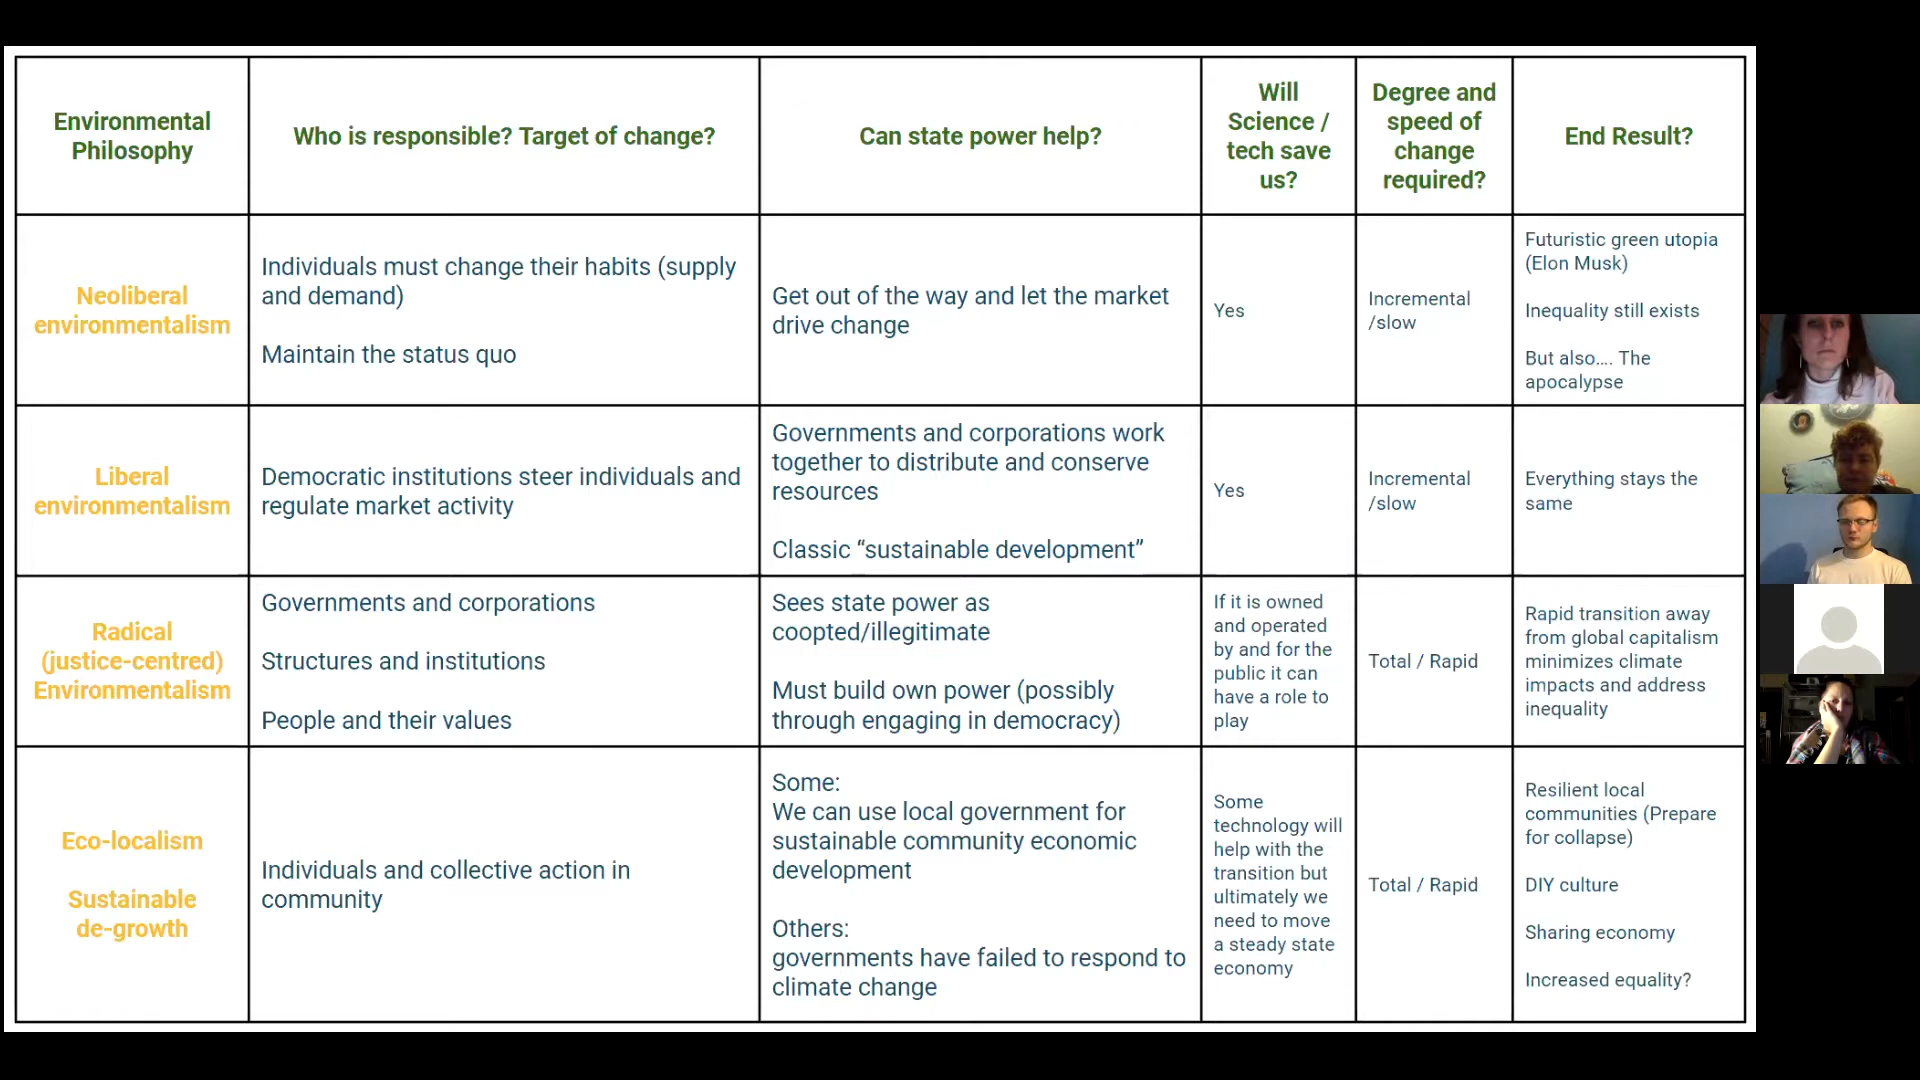 Environmental
Philosophy
Who is responsible? Target of change?
Can state power help?
Will
Science /
tech save
us?
Degree and
speed of
change
required?
End Result?
Neoliberal
environmentalism
Individuals must change their habits (supply
and demand)
Maintain the status quo
Get out of the way and let the market
drive change
Yes
Incremental
/slow
Futuristic green utopia
(Elon Musk)
Inequality still exists
But also.... The
apocalypse
Liberal
environmentalism
Democratic institutions steer individuals and
regulate market activity
Governments and corporations work
together to distribute and conserve
resources
Classic “sustainable development”
Yes
Incremental
/slow
Everything stays the
same
Radical
(justice-centred)
Environmentalism
Governments and corporations
Structures and institutions
People and their values
Sees state power as
coopted/illegitimate
Must build own power (possibly
through engaging in democracy)
If it is owned
and operated
by and for the
public it can
have a role to
play
Total / Rapid
Rapid transition away
from global capitalism
minimizes climate
impacts and address
inequality
Eco-localism
Sustainable
de-growth
Individuals and collective action in
community
Some:
We can use local government for
sustainable community economic
development
Others:
governments have failed to respond to
climate change
Some
technology will
help with the
transition but
ultimately we
need to move
a steady state
economy
Total / Rapid
Resilient local
communities (Prepare
for collapse)
DIY culture
Sharing economy
Increased equality?